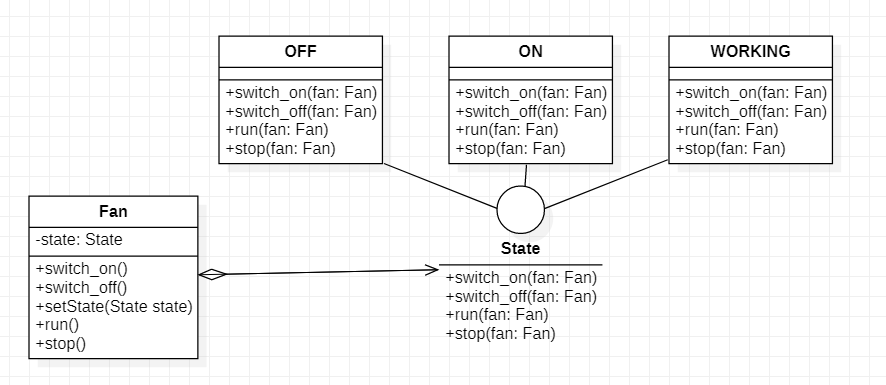 OFF
+switch_on(fan: Fan)
+switch_off(fan: Fan)
+run(fan: Fan)
+stop(fan: Fan)
ON
+switch_on(fan: Fan)
+switch_off(fan: Fan)
+run(fan: Fan)
+stop(fan: Fan)
WORKING
+switch_on(fan: Fan)
+switch_off(fan: Fan)
+run(fan: Fan)
+stop(fan: Fan)
Fan
-state: State
+switch_on()
+switch_off()
+setState(State state)
+run()
+stop()
State
+switch_on(fan: Fan)
+switch_off(fan: Fan)
+run(fan: Fan)
+stop(fan: Fan)